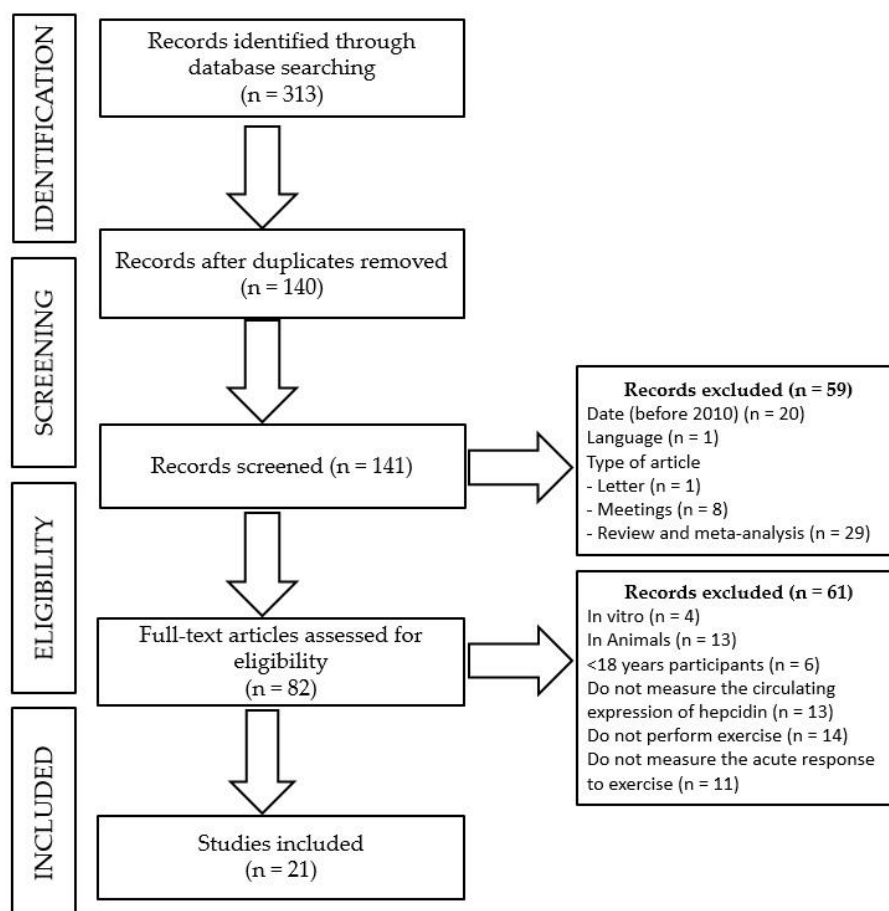 IDENTIFICATION
Records identified through
database searching
(n = 313)
Records after duplicates removed
(n = 140)
SCREENING
Records screened (n = 141)
Records excluded (n = 59)
Date (before 2010) (n = 20)
Language (n = 1)
Type of article
- Letter (n = 1)
- Meetings (n = 8)
- Review and meta-analysis (n = 29)
ELIGIBILITY
Full-text articles assessed for
eligibility
(n = 82)
Records excluded (n = 61)
In vitro (n = 4)
In Animals (n = 13)
<18 years participants (n = 6)
Do not measure the circulating
expression of hepcidin (n = 13)
Do not perform exercise (n = 14)
Do not measure the acute response
to exercise (n = 11)
INCLUDED
Studies included
(n = 21)